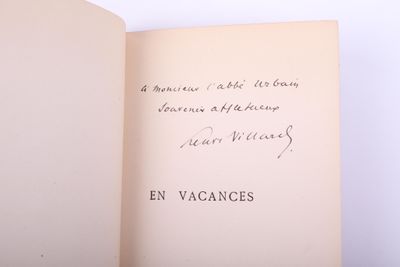 à Monsieur l'abbé Urbain
Souvenir affectueux
Henri Villard
EN VACANCES